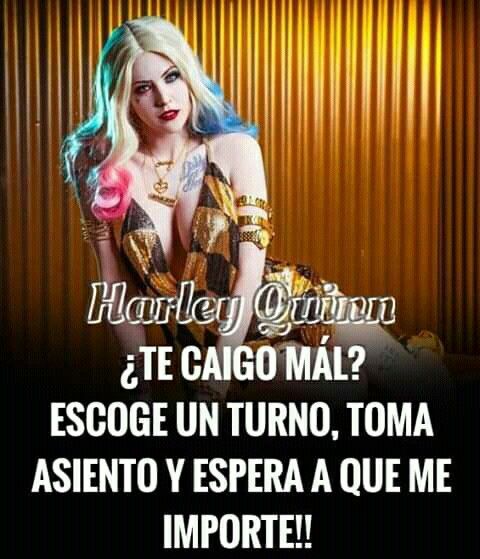 Harley Quinn
¿TE CAIGO MÁL?
ESCOGE UN TURNO, TOMA
ASIENTO Y ESPERA A QUE ME
IMPORTE!!